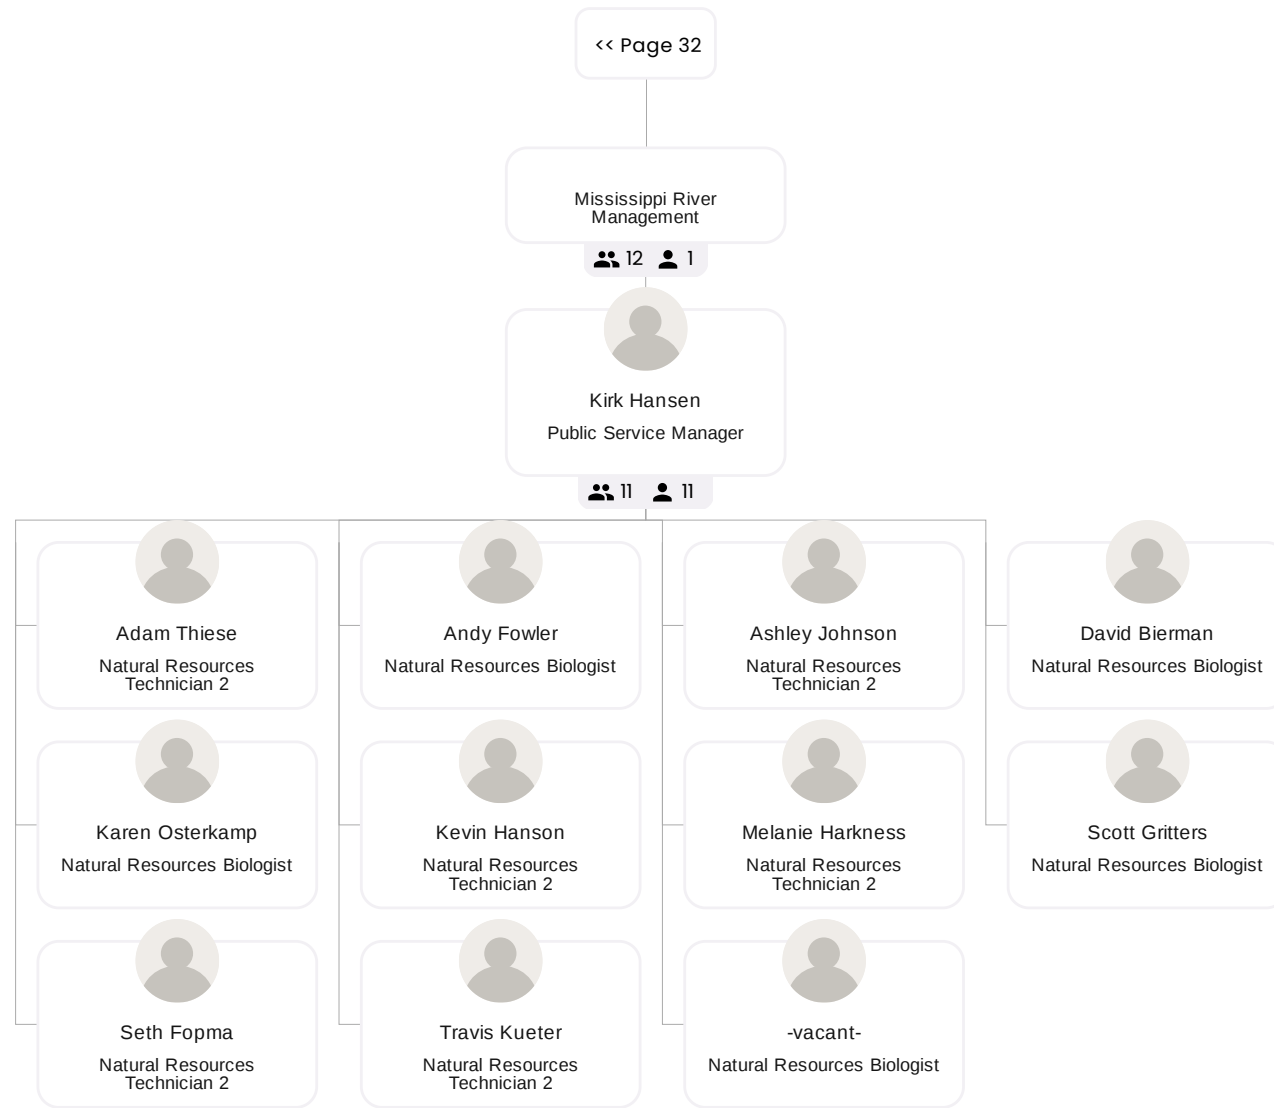 << Page 32
Mississippi River
Management
12 1
Kirk Hansen
Public Service Manager
11 11
Adam Thiese
Natural Resources
Technician 2
Andy Fowler
Natural Resources Biologist
Ashley Johnson
Natural Resources
Technician 2
David Bierman
Natural Resources Biologist
Karen Osterkamp
Natural Resources Biologist
Kevin Hanson
Natural Resources
Technician 2
Melanie Harkness
Natural Resources
Technician 2
Scott Gritters
Natural Resources Biologist
Seth Fopma
Natural Resources
Technician 2
Travis Kueter
Natural Resources
Technician 2
-vacant-
Natural Resources Biologist